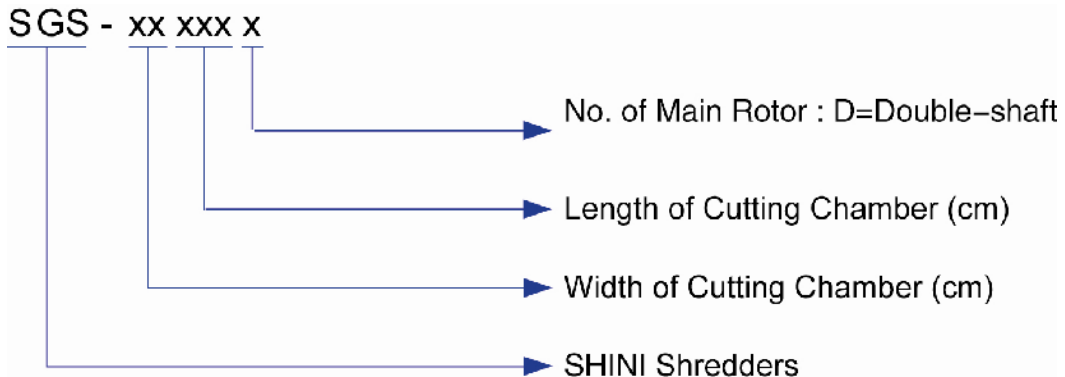 SGS - xx xxx x
No. of Main Rotor : D=Double−shaft
Length of Cutting Chamber (cm)
Width of Cutting Chamber (cm)
SHINI Shredders